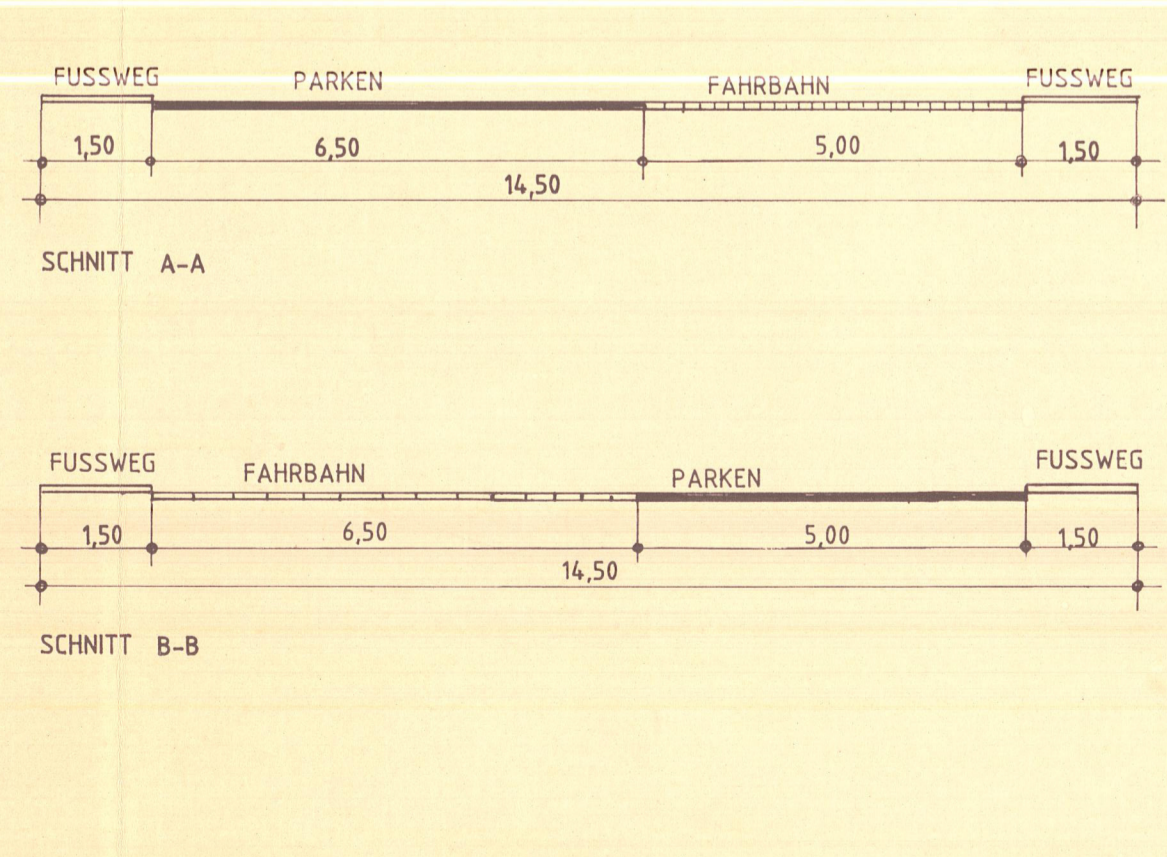 FUSSWEG PARKEN FAHRBAHN FUSSWEG
1,50 6,50 5,00 1,50
14,50
SCHNITT A-A
FUSSWEG FAHRBAHN PARKEN FUSSWEG
1,50 6,50 5,00 1,50
14,50
SCHNITT B-B